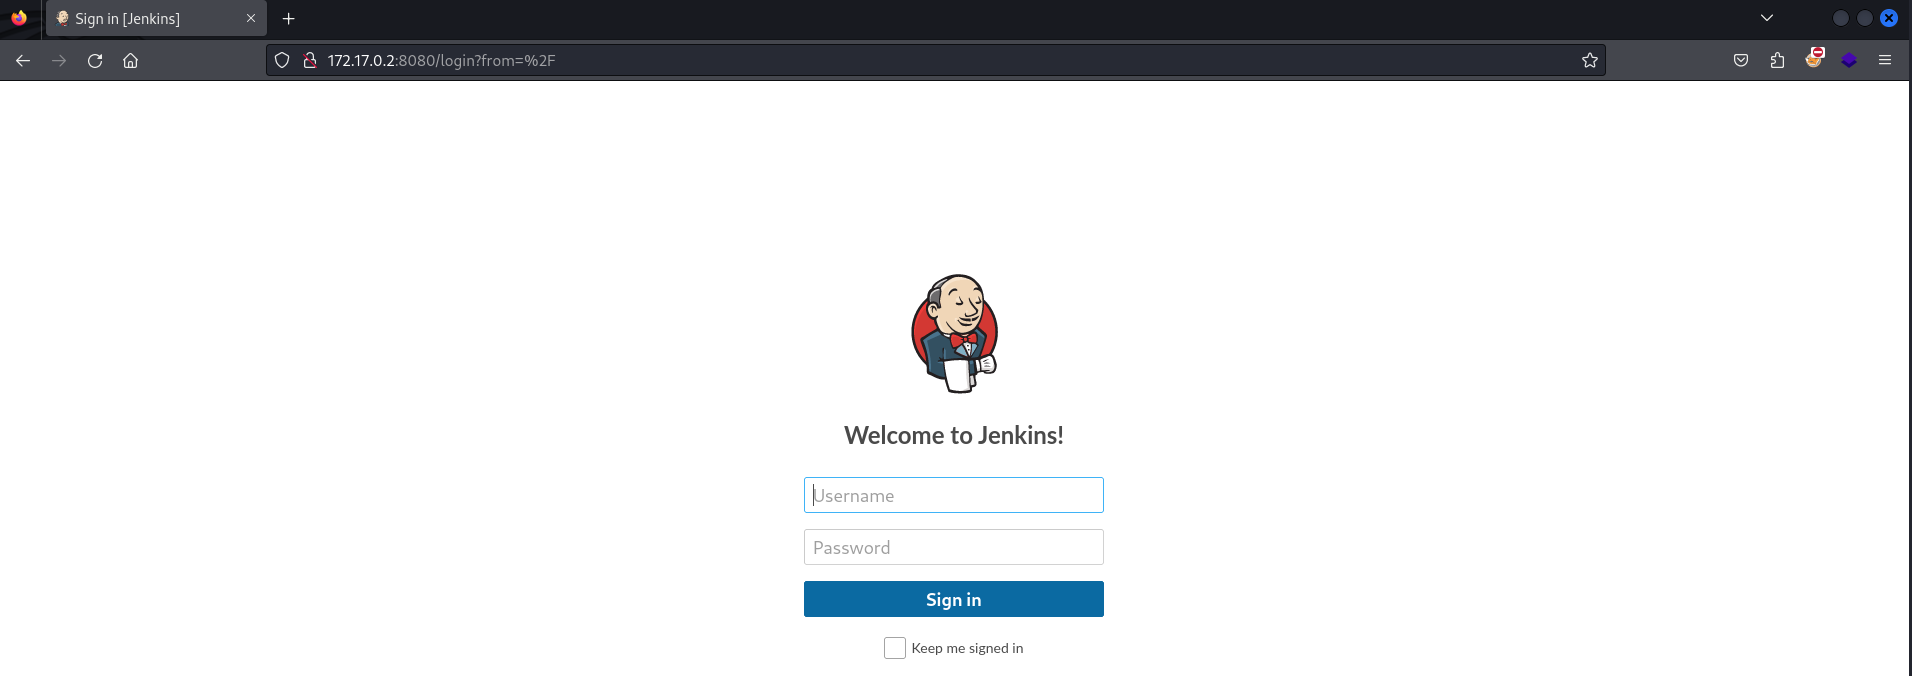 Sign in [Jenkins]
172.17.0.2:8080/login?from=%2F
Welcome to Jenkins!
Username
Password
Sign in
Keep me signed in